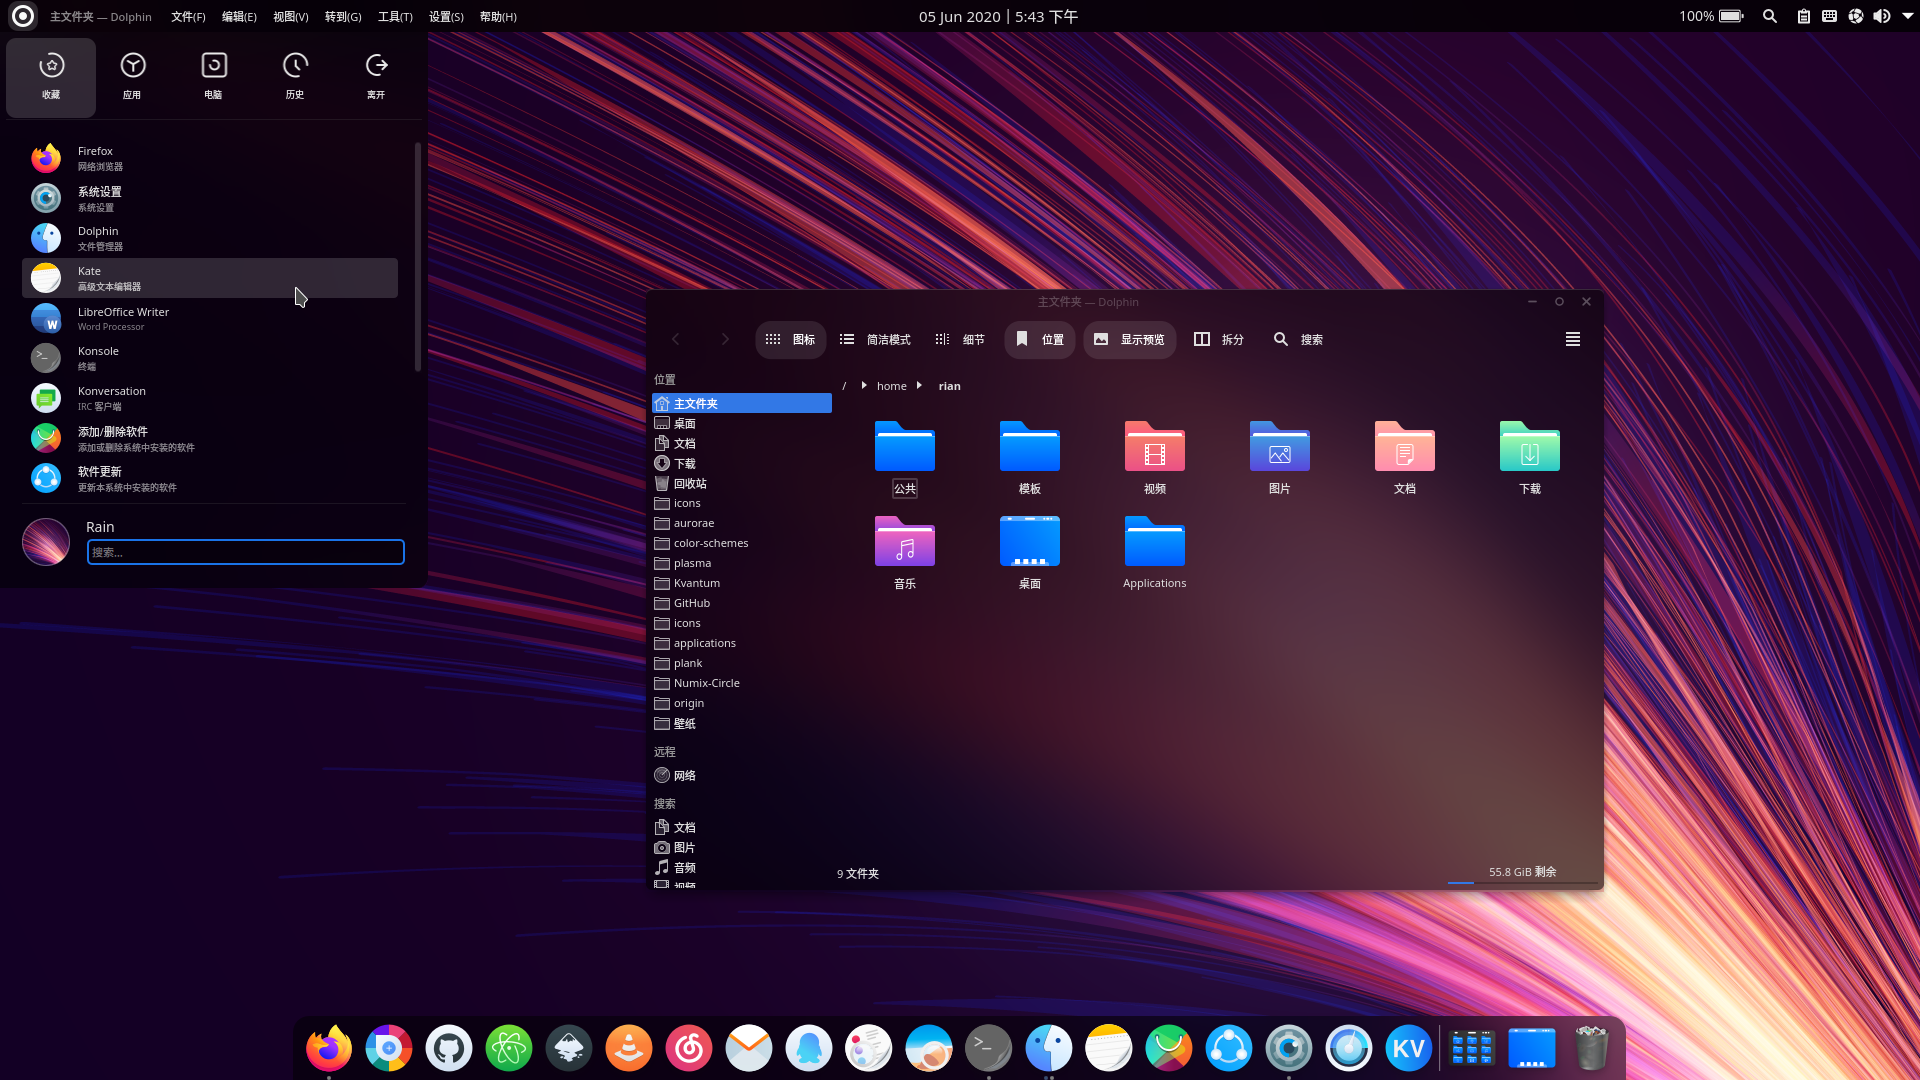 主文件夹 — Dolphin 文件(F) 编辑(E) 视图(V) 转到(G) 工具(T) 设置(S) 帮助(H) 05 Jun 2020 | 5:43 下午 100%
收藏 应用 电脑 历史 离开
Firefox
网络浏览器
系统设置
系统设置
Dolphin
文件管理器
Kate
高级文本编辑器
LibreOffice Writer
Word Processor
Konsole
终端
Konversation
IRC 客户端
添加/删除软件
添加或删除系统中安装的软件
软件更新
更新本系统中安装的软件
Rain
搜索...
主文件夹 — Dolphin
图标 简洁模式 细节 位置 显示预览 拆分 搜索
位置
主文件夹
桌面
文档
下载
回收站
icons
aurorae
color-schemes
plasma
Kvantum
GitHub
icons
applications
plank
Numix-Circle
origin
壁纸
远程
网络
搜索
文档
图片
音频
视频
/ home rian
公共 模板 视频 图片 文档 下载
音乐 桌面 Applications
9 文件夹
55.8 GiB 剩余
W
>_
>_
KV